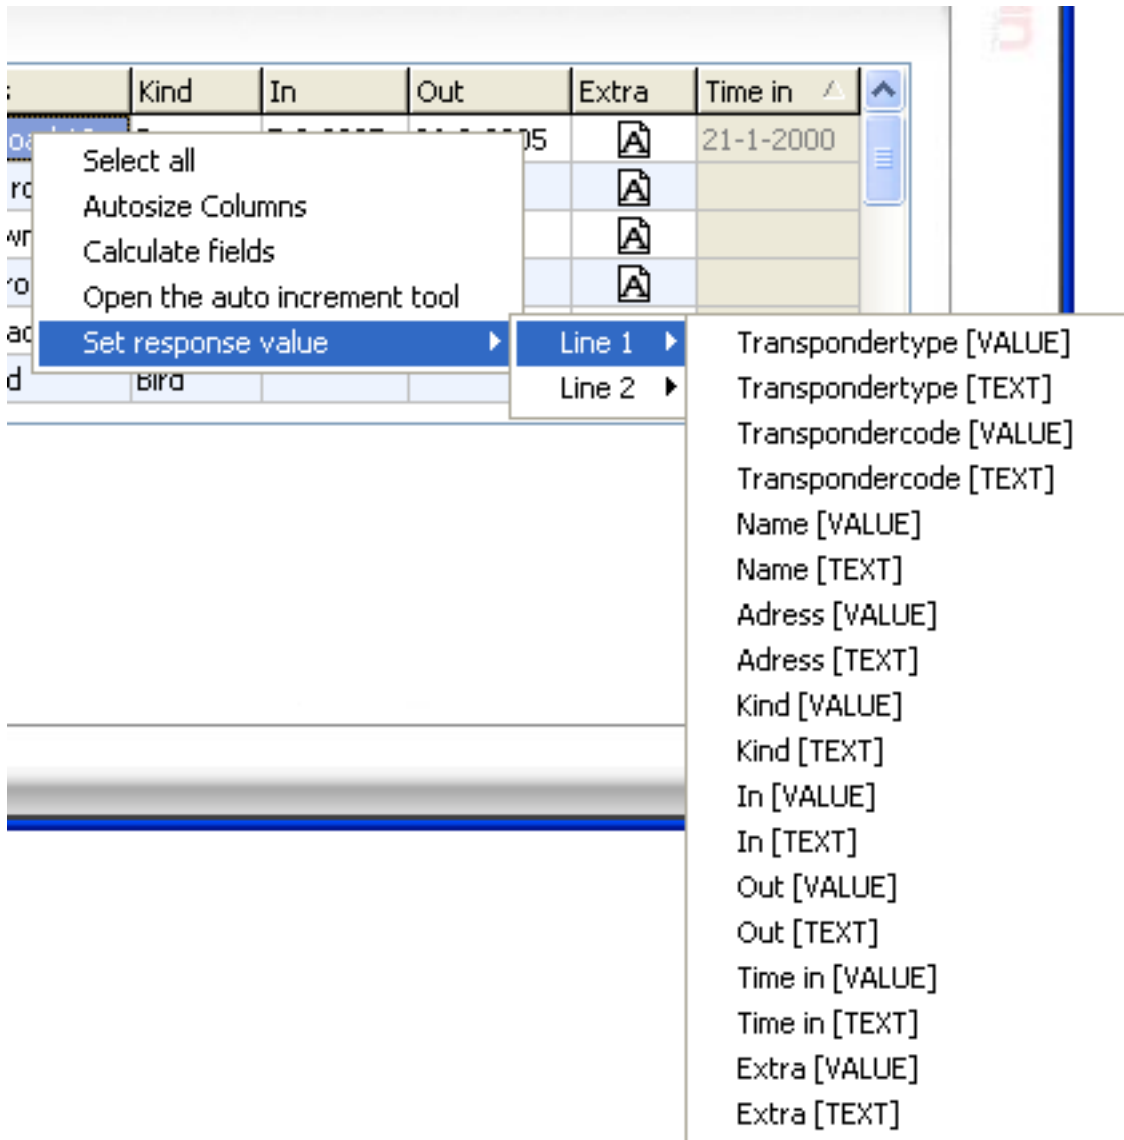 Kind In Out Extra Time in
05 21-1-2000
Select all
Autosize Columns
Calculate fields
Open the auto increment tool
Set response value
Bird
Line 1
Line 2
Transpondertype [VALUE]
Transpondertype [TEXT]
Transpondercode [VALUE]
Transpondercode [TEXT]
Name [VALUE]
Name [TEXT]
Adress [VALUE]
Adress [TEXT]
Kind [VALUE]
Kind [TEXT]
In [VALUE]
In [TEXT]
Out [VALUE]
Out [TEXT]
Time in [VALUE]
Time in [TEXT]
Extra [VALUE]
Extra [TEXT]